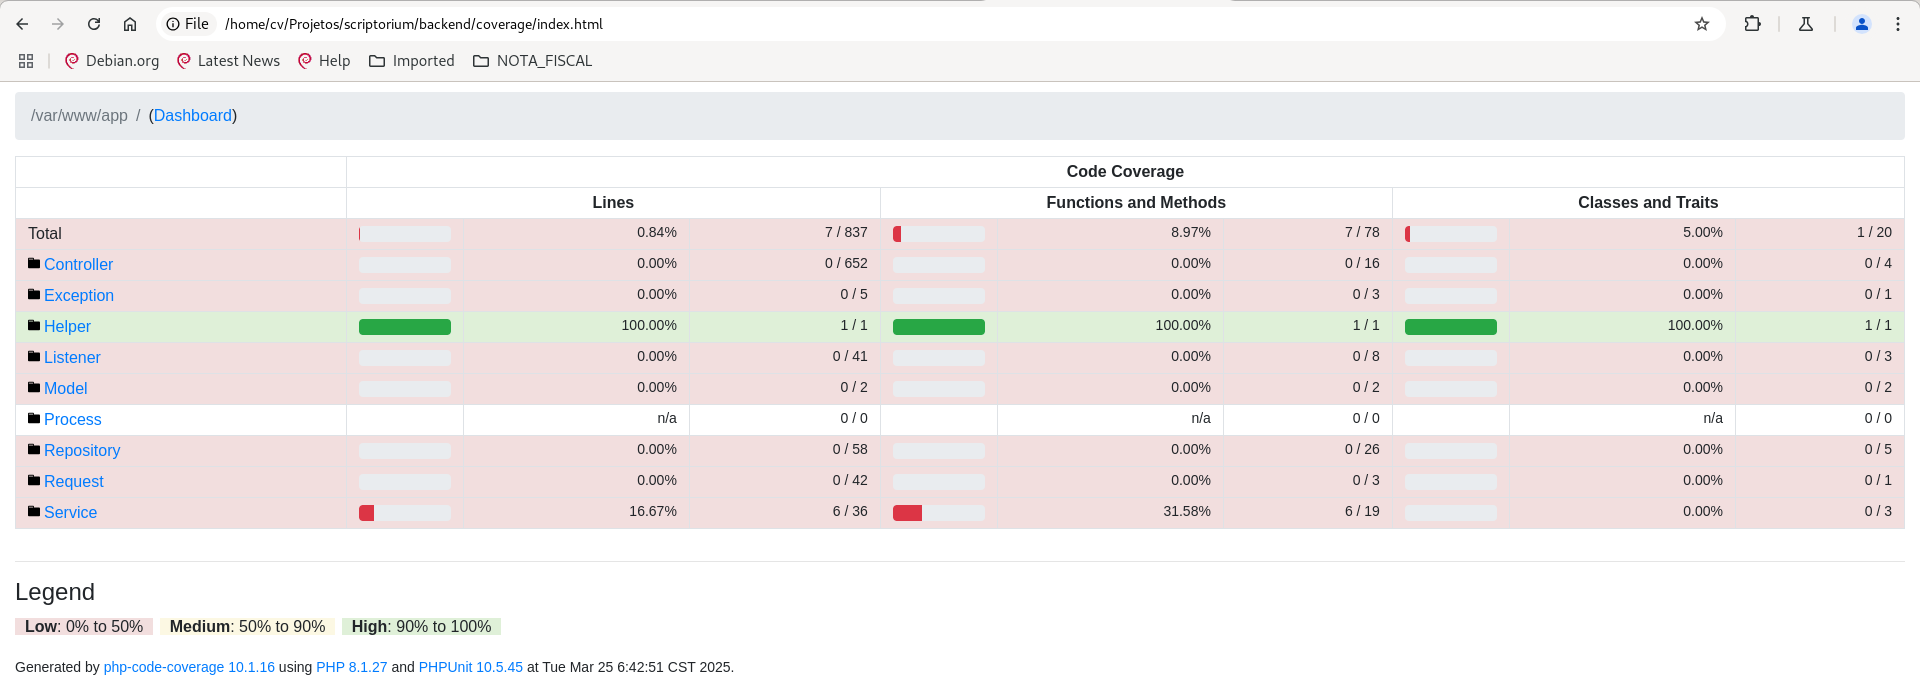 File /home/cv/Projetos/scriptorium/backend/coverage/index.html
Debian.org Latest News Help Imported NOTA_FISCAL
/var/www/app / (Dashboard)
Code Coverage
Lines Functions and Methods Classes and Traits
Total 0.84% 7 / 837 8.97% 7 / 78 5.00% 1 / 20
Controller 0.00% 0 / 652 0.00% 0 / 16 0.00% 0 / 4
Exception 0.00% 0 / 5 0.00% 0 / 3 0.00% 0 / 1
Helper 100.00% 1 / 1 100.00% 1 / 1 100.00% 1 / 1
Listener 0.00% 0 / 41 0.00% 0 / 8 0.00% 0 / 3
Model 0.00% 0 / 2 0.00% 0 / 2 0.00% 0 / 2
Process n/a 0 / 0 n/a 0 / 0 n/a 0 / 0
Repository 0.00% 0 / 58 0.00% 0 / 26 0.00% 0 / 5
Request 0.00% 0 / 42 0.00% 0 / 3 0.00% 0 / 1
Service 16.67% 6 / 36 31.58% 6 / 19 0.00% 0 / 3
Legend
Low: 0% to 50% Medium: 50% to 90% High: 90% to 100%
Generated by php-code-coverage 10.1.16 using PHP 8.1.27 and PHPUnit 10.5.45 at Tue Mar 25 6:42:51 CST 2025.